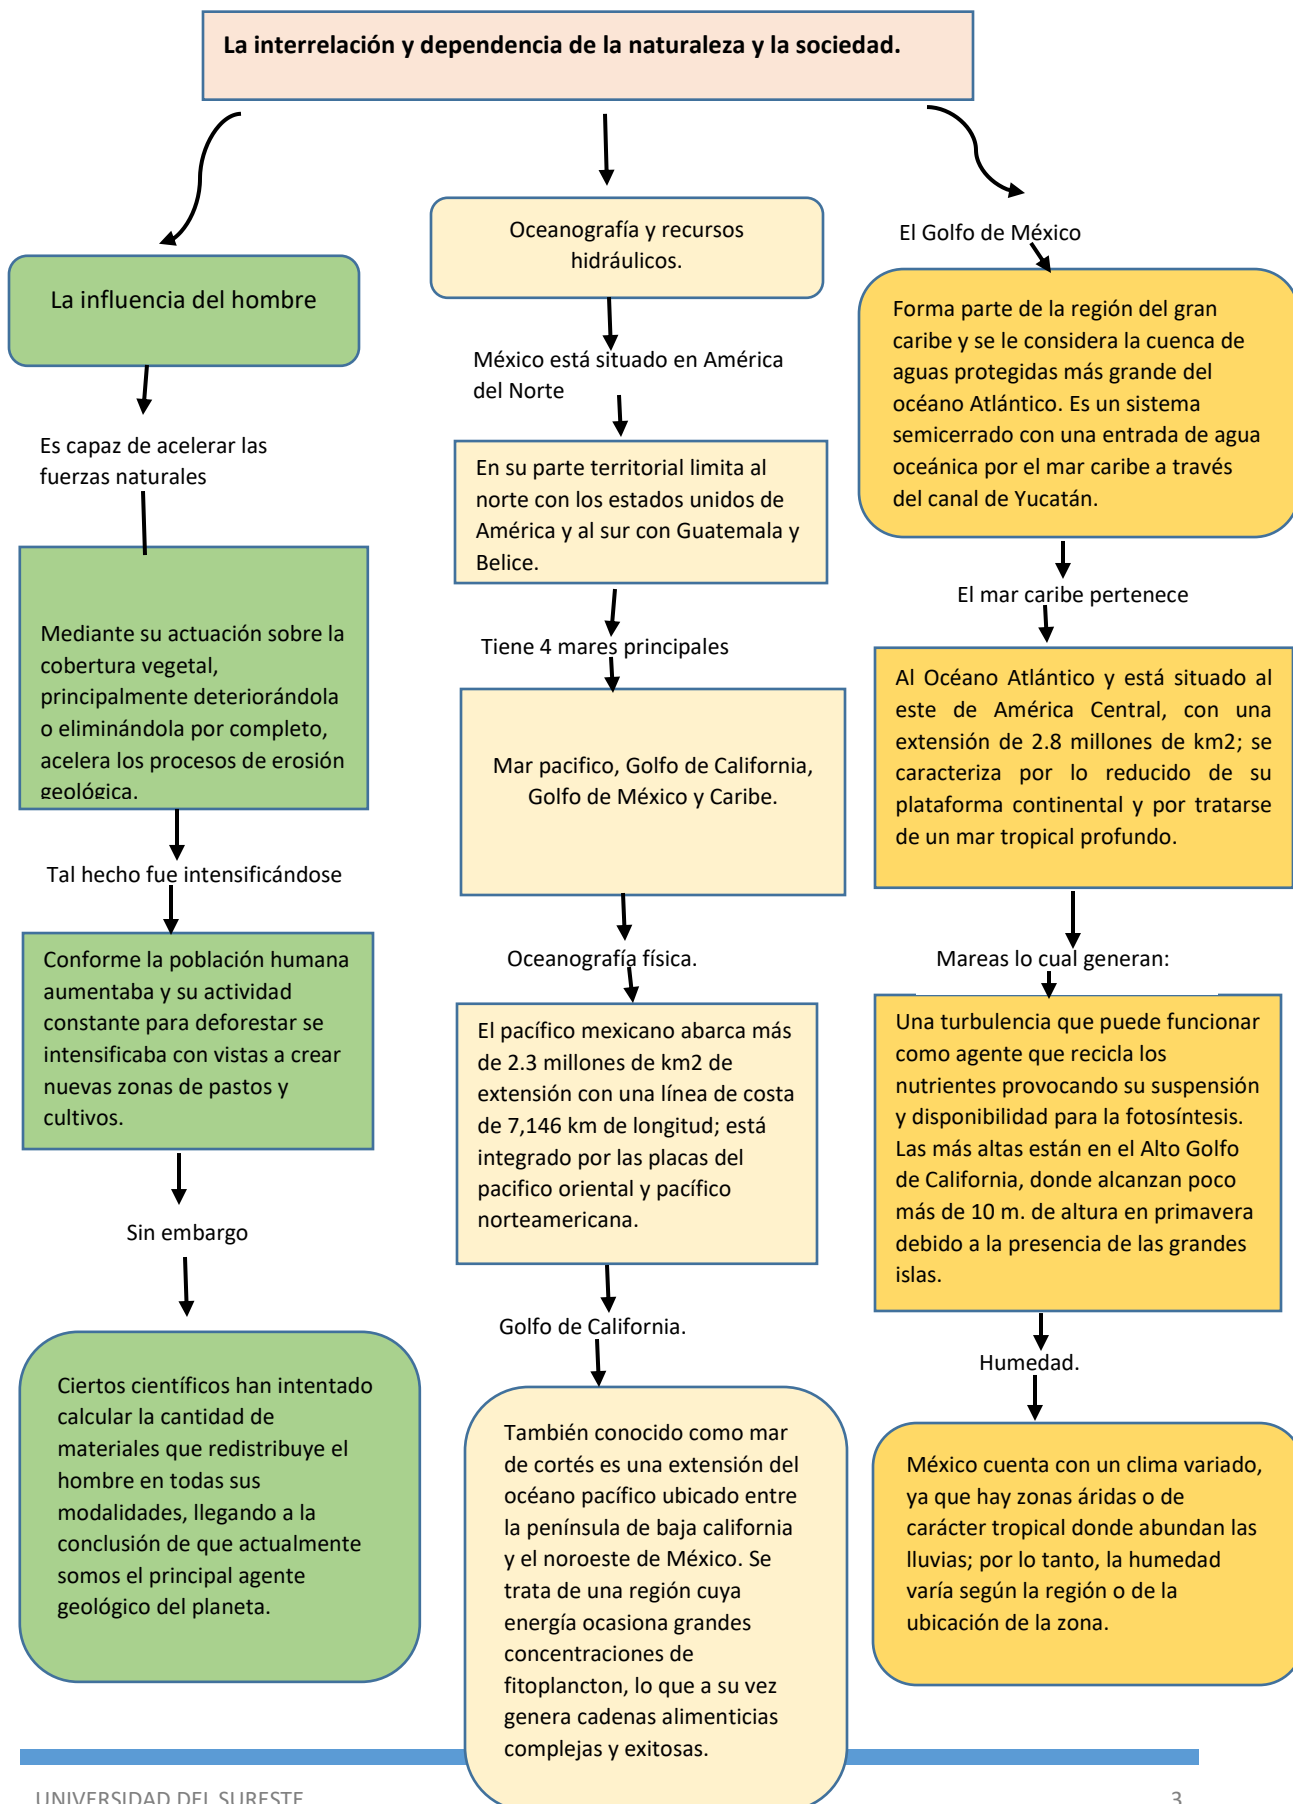 La interrelación y dependencia de la naturaleza y la sociedad.
La influencia del hombre
Es capaz de acelerar las
fuerzas naturales
Mediante su actuación sobre la
cobertura vegetal,
principalmente deteriorándola
o eliminándola por completo,
acelera los procesos de erosión
geológica.
Tal hecho fue intensificándose
Conforme la población humana
aumentaba y su actividad
constante para deforestar se
intensificaba con vistas a crear
nuevas zonas de pastos y
cultivos.
Sin embargo
Ciertos científicos han intentado
calcular la cantidad de
materiales que redistribuye el
hombre en todas sus
modalidades, llegando a la
conclusión de que actualmente
somos el principal agente
geológico del planeta.
Oceanografía y recursos
hidráulicos.
México está situado en América
del Norte
En su parte territorial limita al
norte con los estados unidos de
América y al sur con Guatemala y
Belice.
Tiene 4 mares principales
Mar pacifico, Golfo de California,
Golfo de México y Caribe.
Oceanografía física.
El pacífico mexicano abarca más
de 2.3 millones de km2 de
extensión con una línea de costa
de 7,146 km de longitud; está
integrado por las placas del
pacifico oriental y pacífico
norteamericana.
Golfo de California.
También conocido como mar
de cortés es una extensión del
océano pacífico ubicado entre
la península de baja california
y el noroeste de México. Se
trata de una región cuya
energía ocasiona grandes
concentraciones de
fitoplancton, lo que a su vez
genera cadenas alimenticias
complejas y exitosas.
El Golfo de México
Forma parte de la región del gran
caribe y se le considera la cuenca de
aguas protegidas más grande del
océano Atlántico. Es un sistema
semicerrado con una entrada de agua
oceánica por el mar caribe a través
del canal de Yucatán.
El mar caribe pertenece
Al Océano Atlántico y está situado al
este de América Central, con una
extensión de 2.8 millones de km2; se
caracteriza por lo reducido de su
plataforma continental y por tratarse
de un mar tropical profundo.
Mareas lo cual generan:
Una turbulencia que puede funcionar
como agente que recicla los
nutrientes provocando su suspensión
y disponibilidad para la fotosíntesis.
Las más altas están en el Alto Golfo
de California, donde alcanzan poco
más de 10 m. de altura en primavera
debido a la presencia de las grandes
islas.
Humedad.
México cuenta con un clima variado,
ya que hay zonas áridas o de
carácter tropical donde abundan las
lluvias; por lo tanto, la humedad
varía según la región o de la
ubicación de la zona.
UNIVERSIDAD DEL SURESTE
3